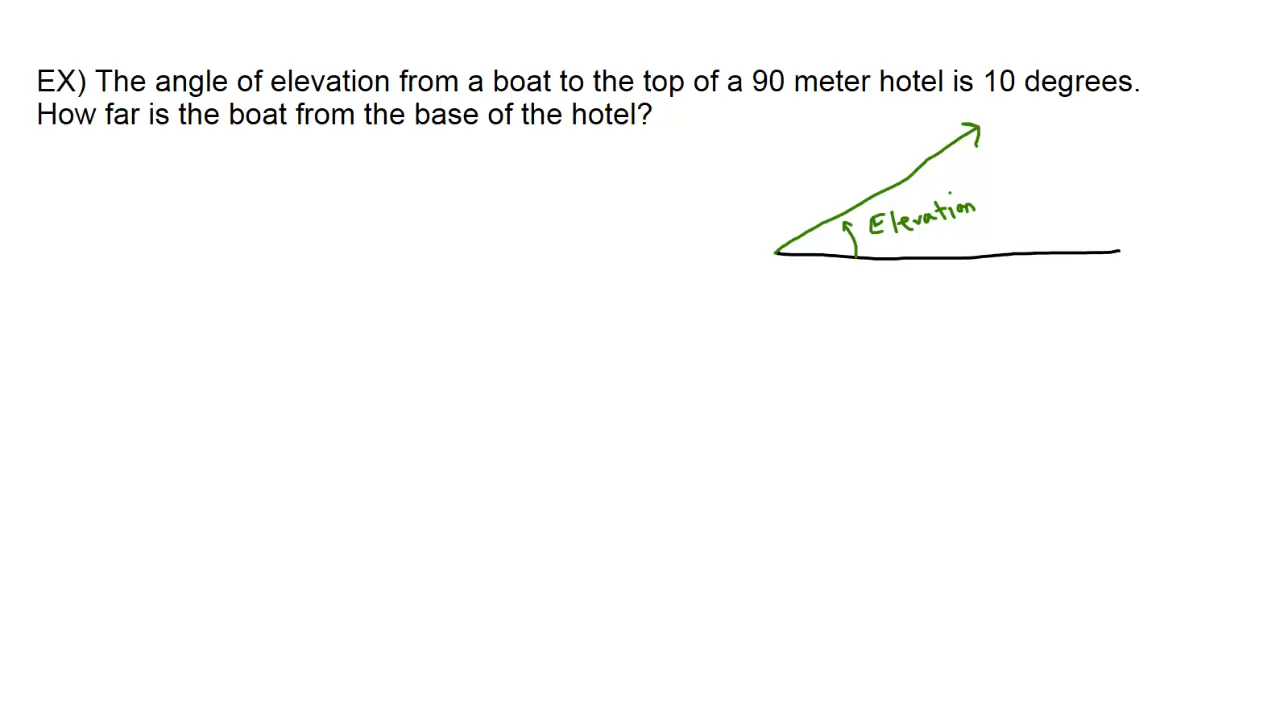 EX) The angle of elevation from a boat to the top of a 90 meter hotel is 10 degrees.
How far is the boat from the base of the hotel?
Elevation